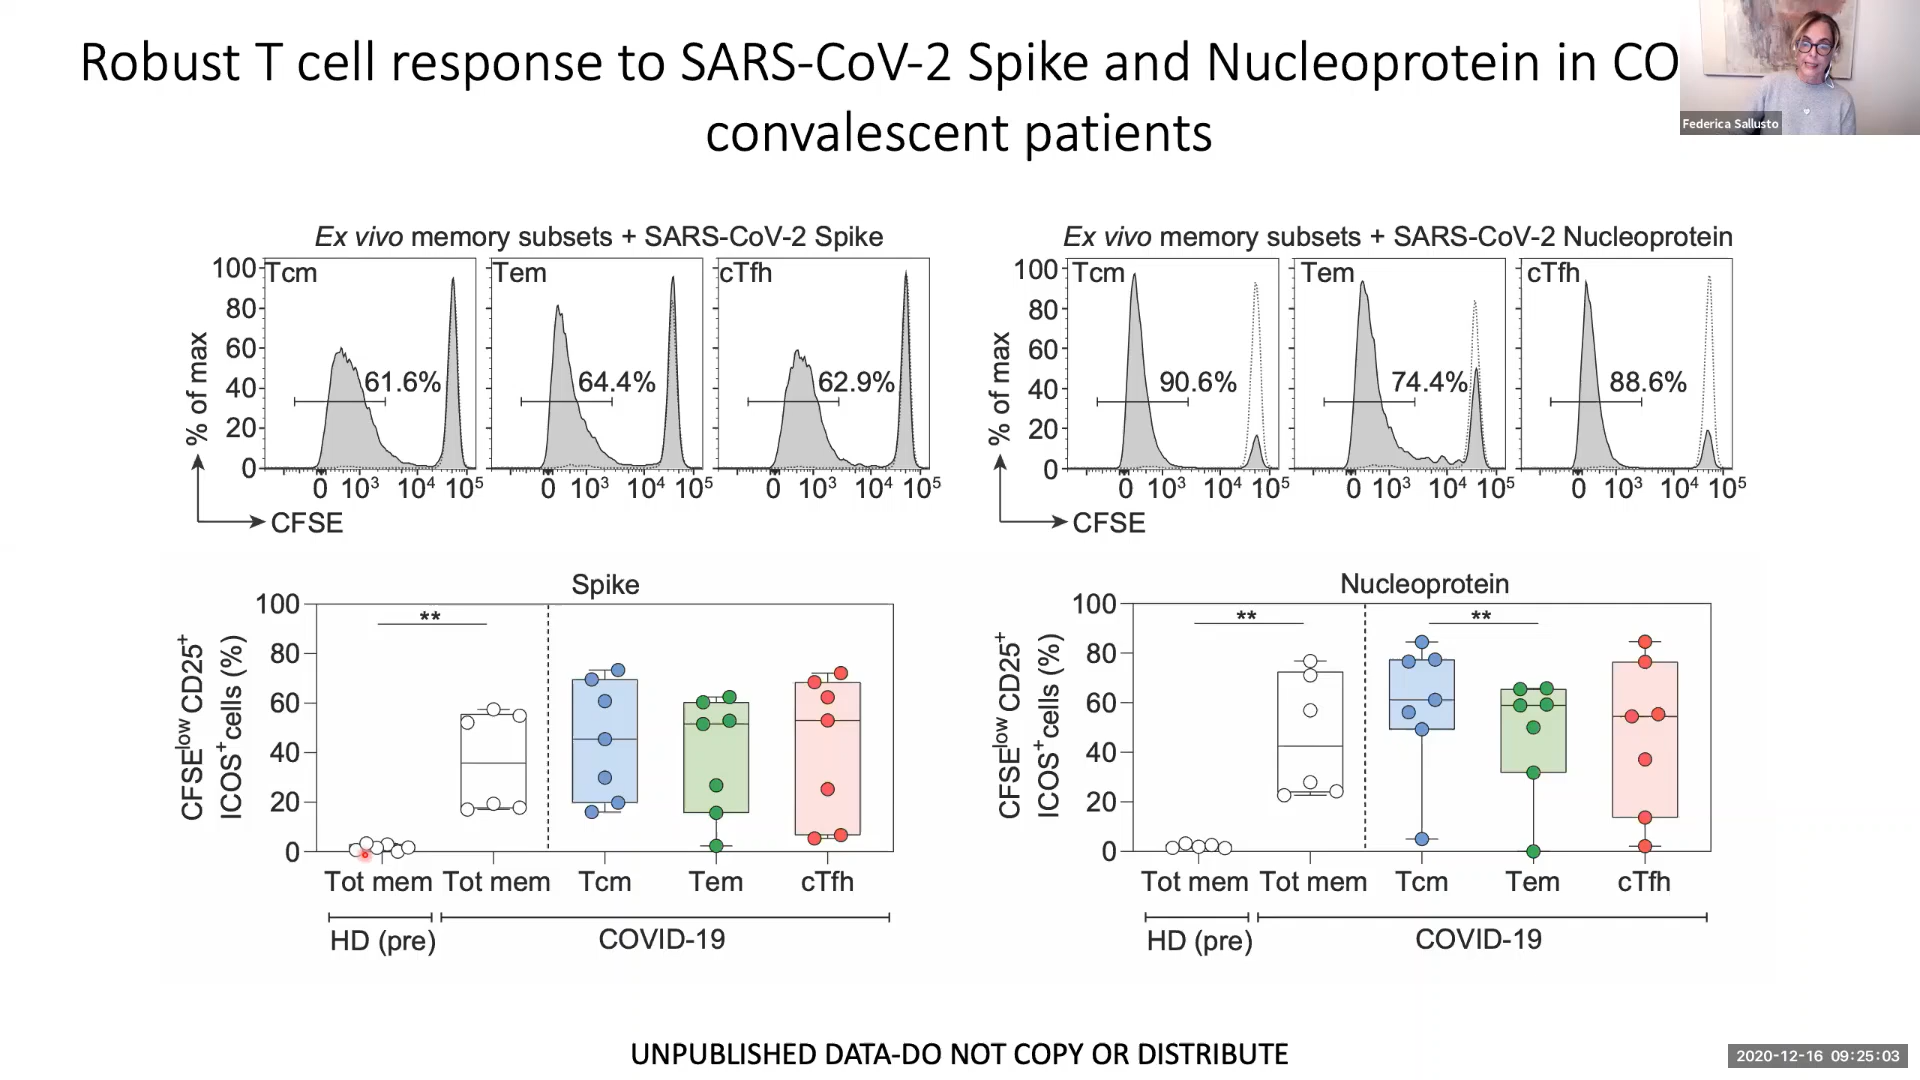 Robust T cell response to SARS-CoV-2 Spike and Nucleoprotein in CO
convalescent patients
Federica Sallusto
Ex vivo memory subsets + SARS-CoV-2 Spike
100
80
60
40
20
0
% of max
Tcm
61.6%
0 10³ 10⁴ 10⁵
Tem
64.4%
0 10³ 10⁴ 10⁵
cTfh
62.9%
0 10³ 10⁴ 10⁵
CFSE
Ex vivo memory subsets + SARS-CoV-2 Nucleoprotein
100
80
60
40
20
0
% of max
Tcm
90.6%
0 10³ 10⁴ 10⁵
Tem
74.4%
0 10³ 10⁴ 10⁵
cTfh
88.6%
0 10³ 10⁴ 10⁵
CFSE
Spike
CFSElow CD25+
ICOS+cells (%)
100
80
60
40
20
0
**
Tot mem Tot mem Tcm Tem cTfh
HD (pre) COVID-19
Nucleoprotein
CFSElow CD25+
ICOS+cells (%)
100
80
60
40
20
0
** **
Tot mem Tot mem Tcm Tem cTfh
HD (pre) COVID-19
UNPUBLISHED DATA-DO NOT COPY OR DISTRIBUTE
2020-12-16 09:25:03